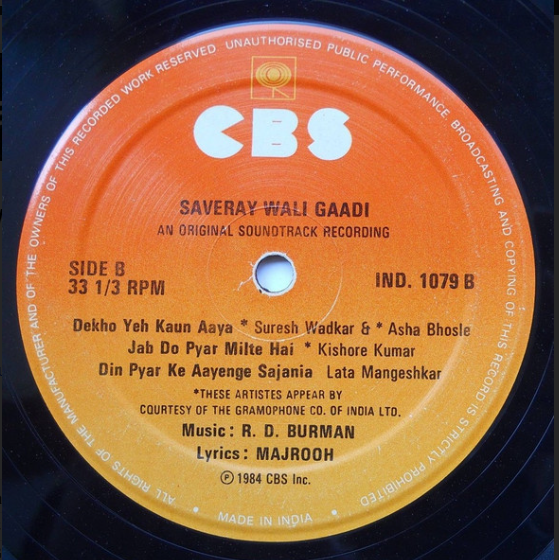 ALL RIGHTS OF THE MANUFACTURER AND OF THE OWNERS OF THIS RECORDED WORK RESERVED UNAUTHORISED PUBLIC PERFORMANCE BROADCASTING AND COPYING OF THIS RECORD IS STRICTLY PROHIBITED
CBS
SAVERAY WALI GAADI
AN ORIGINAL SOUNDTRACK RECORDING
SIDE B
33 1/3 RPM
IND. 1079 B
Dekho Yeh Kaun Aaya * Suresh Wadkar & * Asha Bhosle
Jab Do Pyar Milte Hai * Kishore Kumar
Din Pyar Ke Aayenge Sajania Lata Mangeshkar
*THESE ARTISTES APPEAR BY
COURTESY OF THE GRAMOPHONE CO. OF INDIA LTD.
Music: R. D. BURMAN
Lyrics: MAJROOH
℗ 1984 CBS Inc.
• MADE IN INDIA •